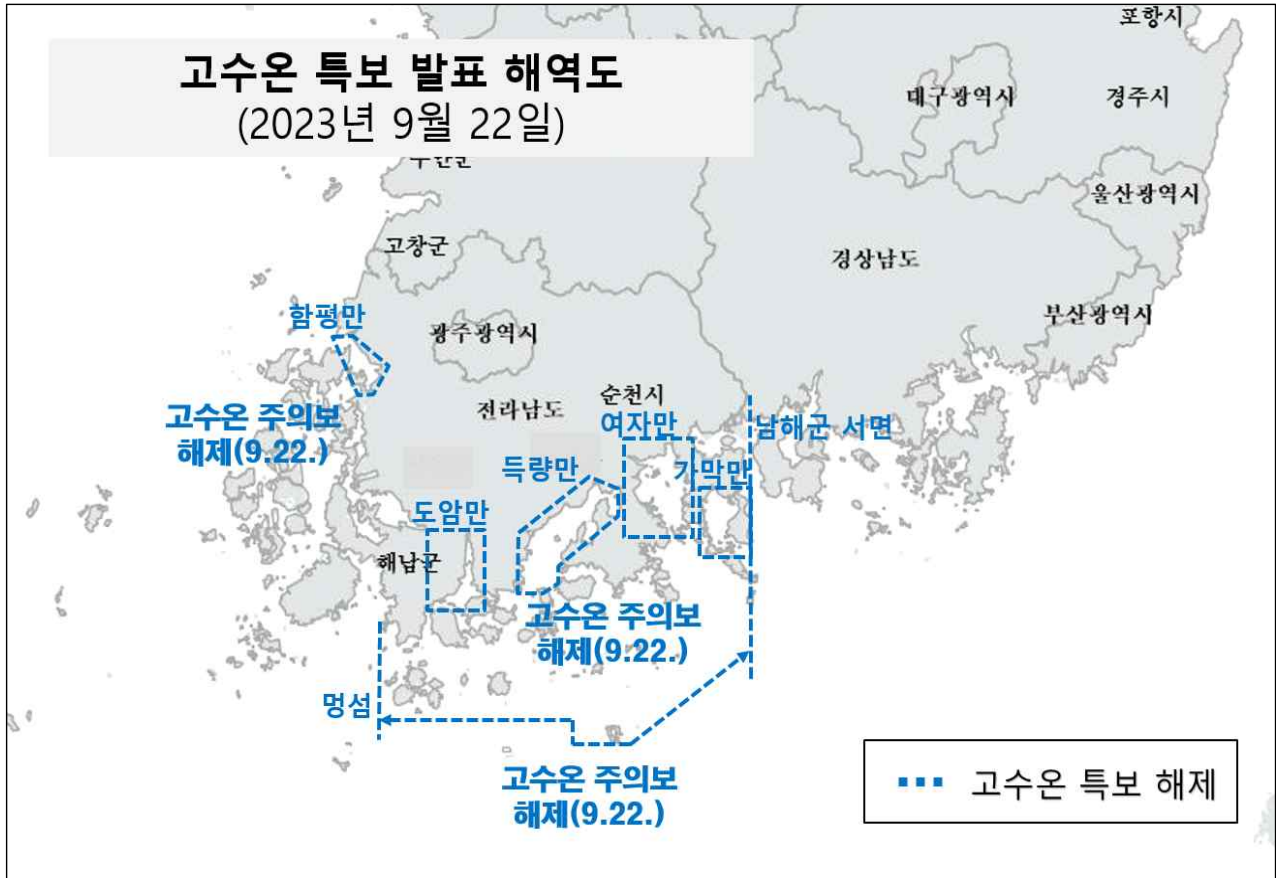 고수온 특보 발표 해역도
(2023년 9월 22일)
포항시
대구광역시
경주시
울산광역시
고창군
경상남도
부산광역시
함평만
광주광역시
고수온 주의보
해제(9.22.)
전라남도
순천시
여자만
남해군 서면
득량만
가막만
도암만
해남군
고수온 주의보
해제(9.22.)
멍섬
고수온 주의보
해제(9.22.)
고수온 특보 해제